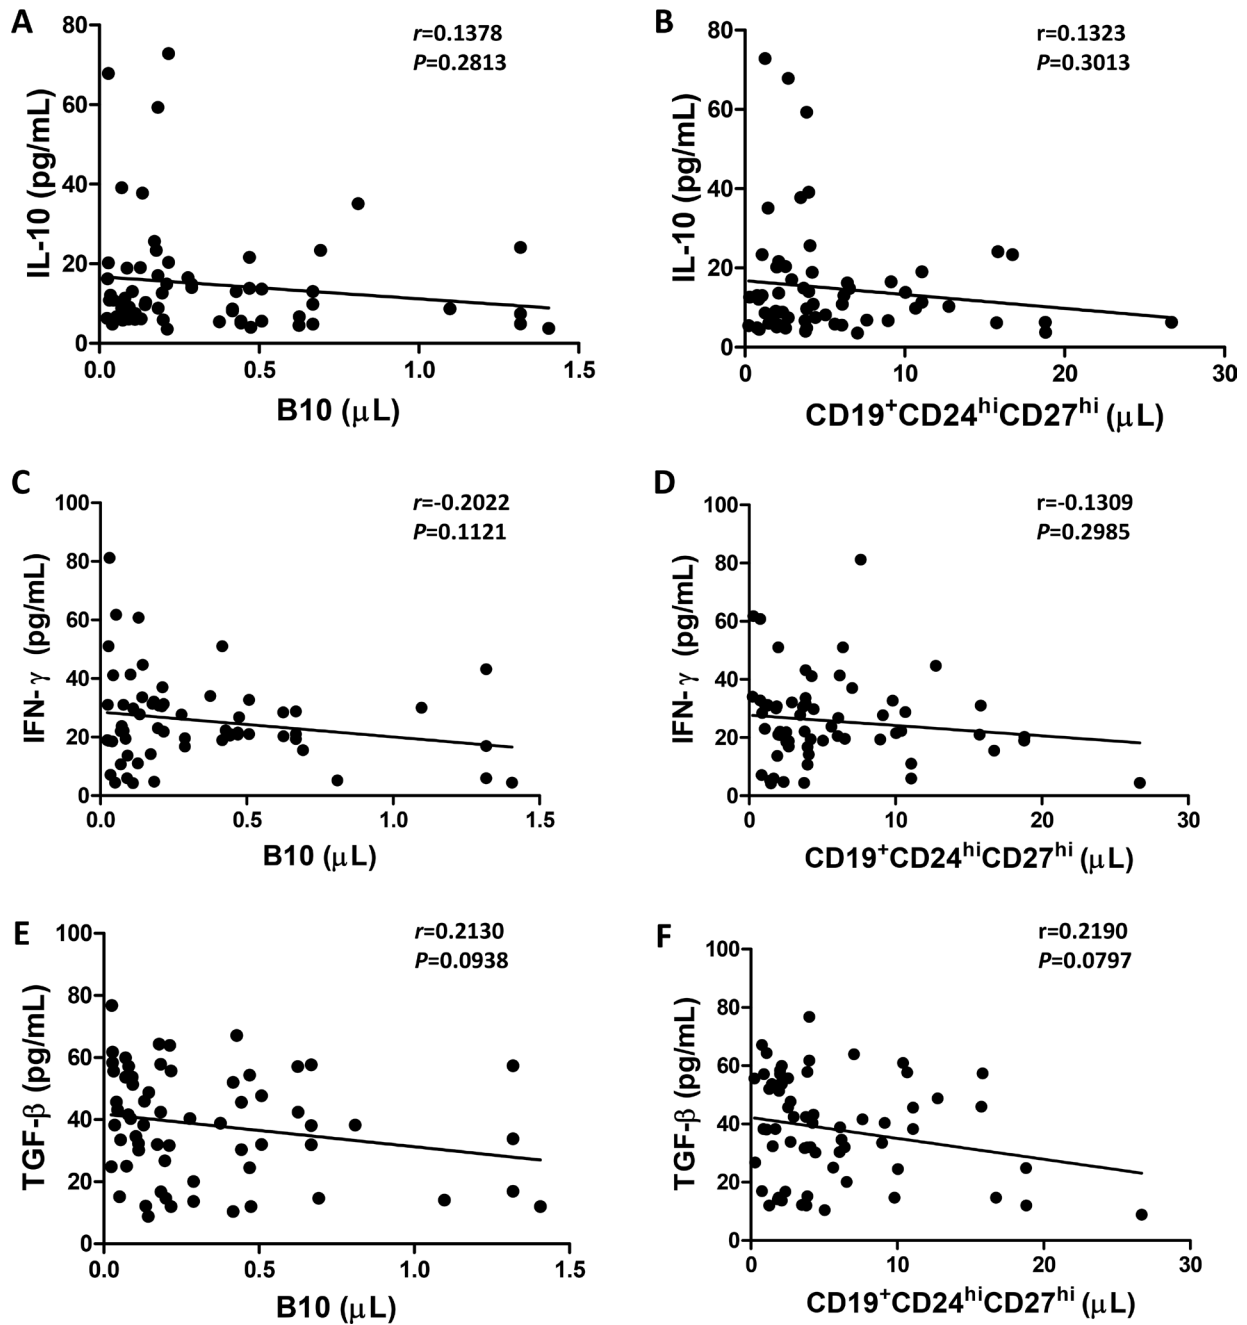 A
r=0.1378
P=0.2813
IL-10 (pg/mL)
80
60
40
20
0
0.0
0.5
1.0
1.5
B10 (μL)
B
r=0.1323
P=0.3013
IL-10 (pg/mL)
80
60
40
20
0
0
10
20
30
CD19⁺CD24ʰⁱCD27ʰⁱ (μL)
C
r=-0.2022
P=0.1121
IFN-γ (pg/mL)
100
80
60
40
20
0
0.0
0.5
1.0
1.5
B10 (μL)
D
r=-0.1309
P=0.2985
IFN-γ (pg/mL)
100
80
60
40
20
0
0
10
20
30
CD19⁺CD24ʰⁱCD27ʰⁱ (μL)
E
r=0.2130
P=0.0938
TGF-β (pg/mL)
100
80
60
40
20
0
0.0
0.5
1.0
1.5
B10 (μL)
F
r=0.2190
P=0.0797
TGF-β (pg/mL)
100
80
60
40
20
0
0
10
20
30
CD19⁺CD24ʰⁱCD27ʰⁱ (μL)